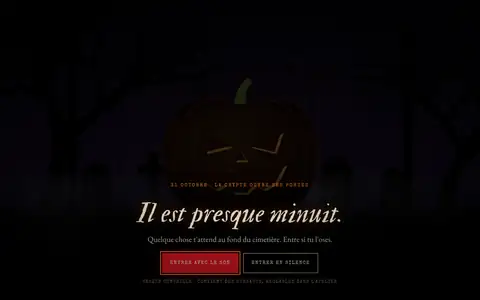 31 OCTOBRE. LA CRYPTE OUVRE SES PORTES
Il est presque minuit.
Quelque chose t'attend au fond du cimetière. Entre si tu l'oses.
ENTRER AVEC LE SON
ENTRER EN SILENCE